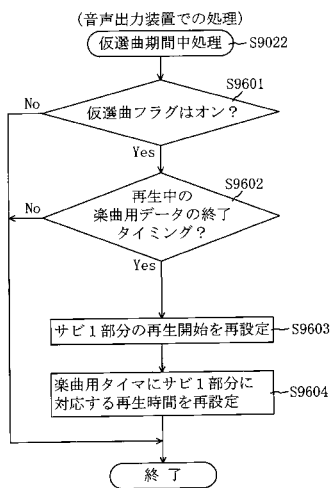 (音声出力装置での処理)
仮選曲期間中処理
S9022
S9601
No
仮選曲フラグはオン?
Yes
S9602
No
再生中の
楽曲用データの終了
タイミング?
Yes
サビ1部分の再生開始を再設定
S9603
楽曲用タイマにサビ1部分に
対応する再生時間を再設定
S9604
終了